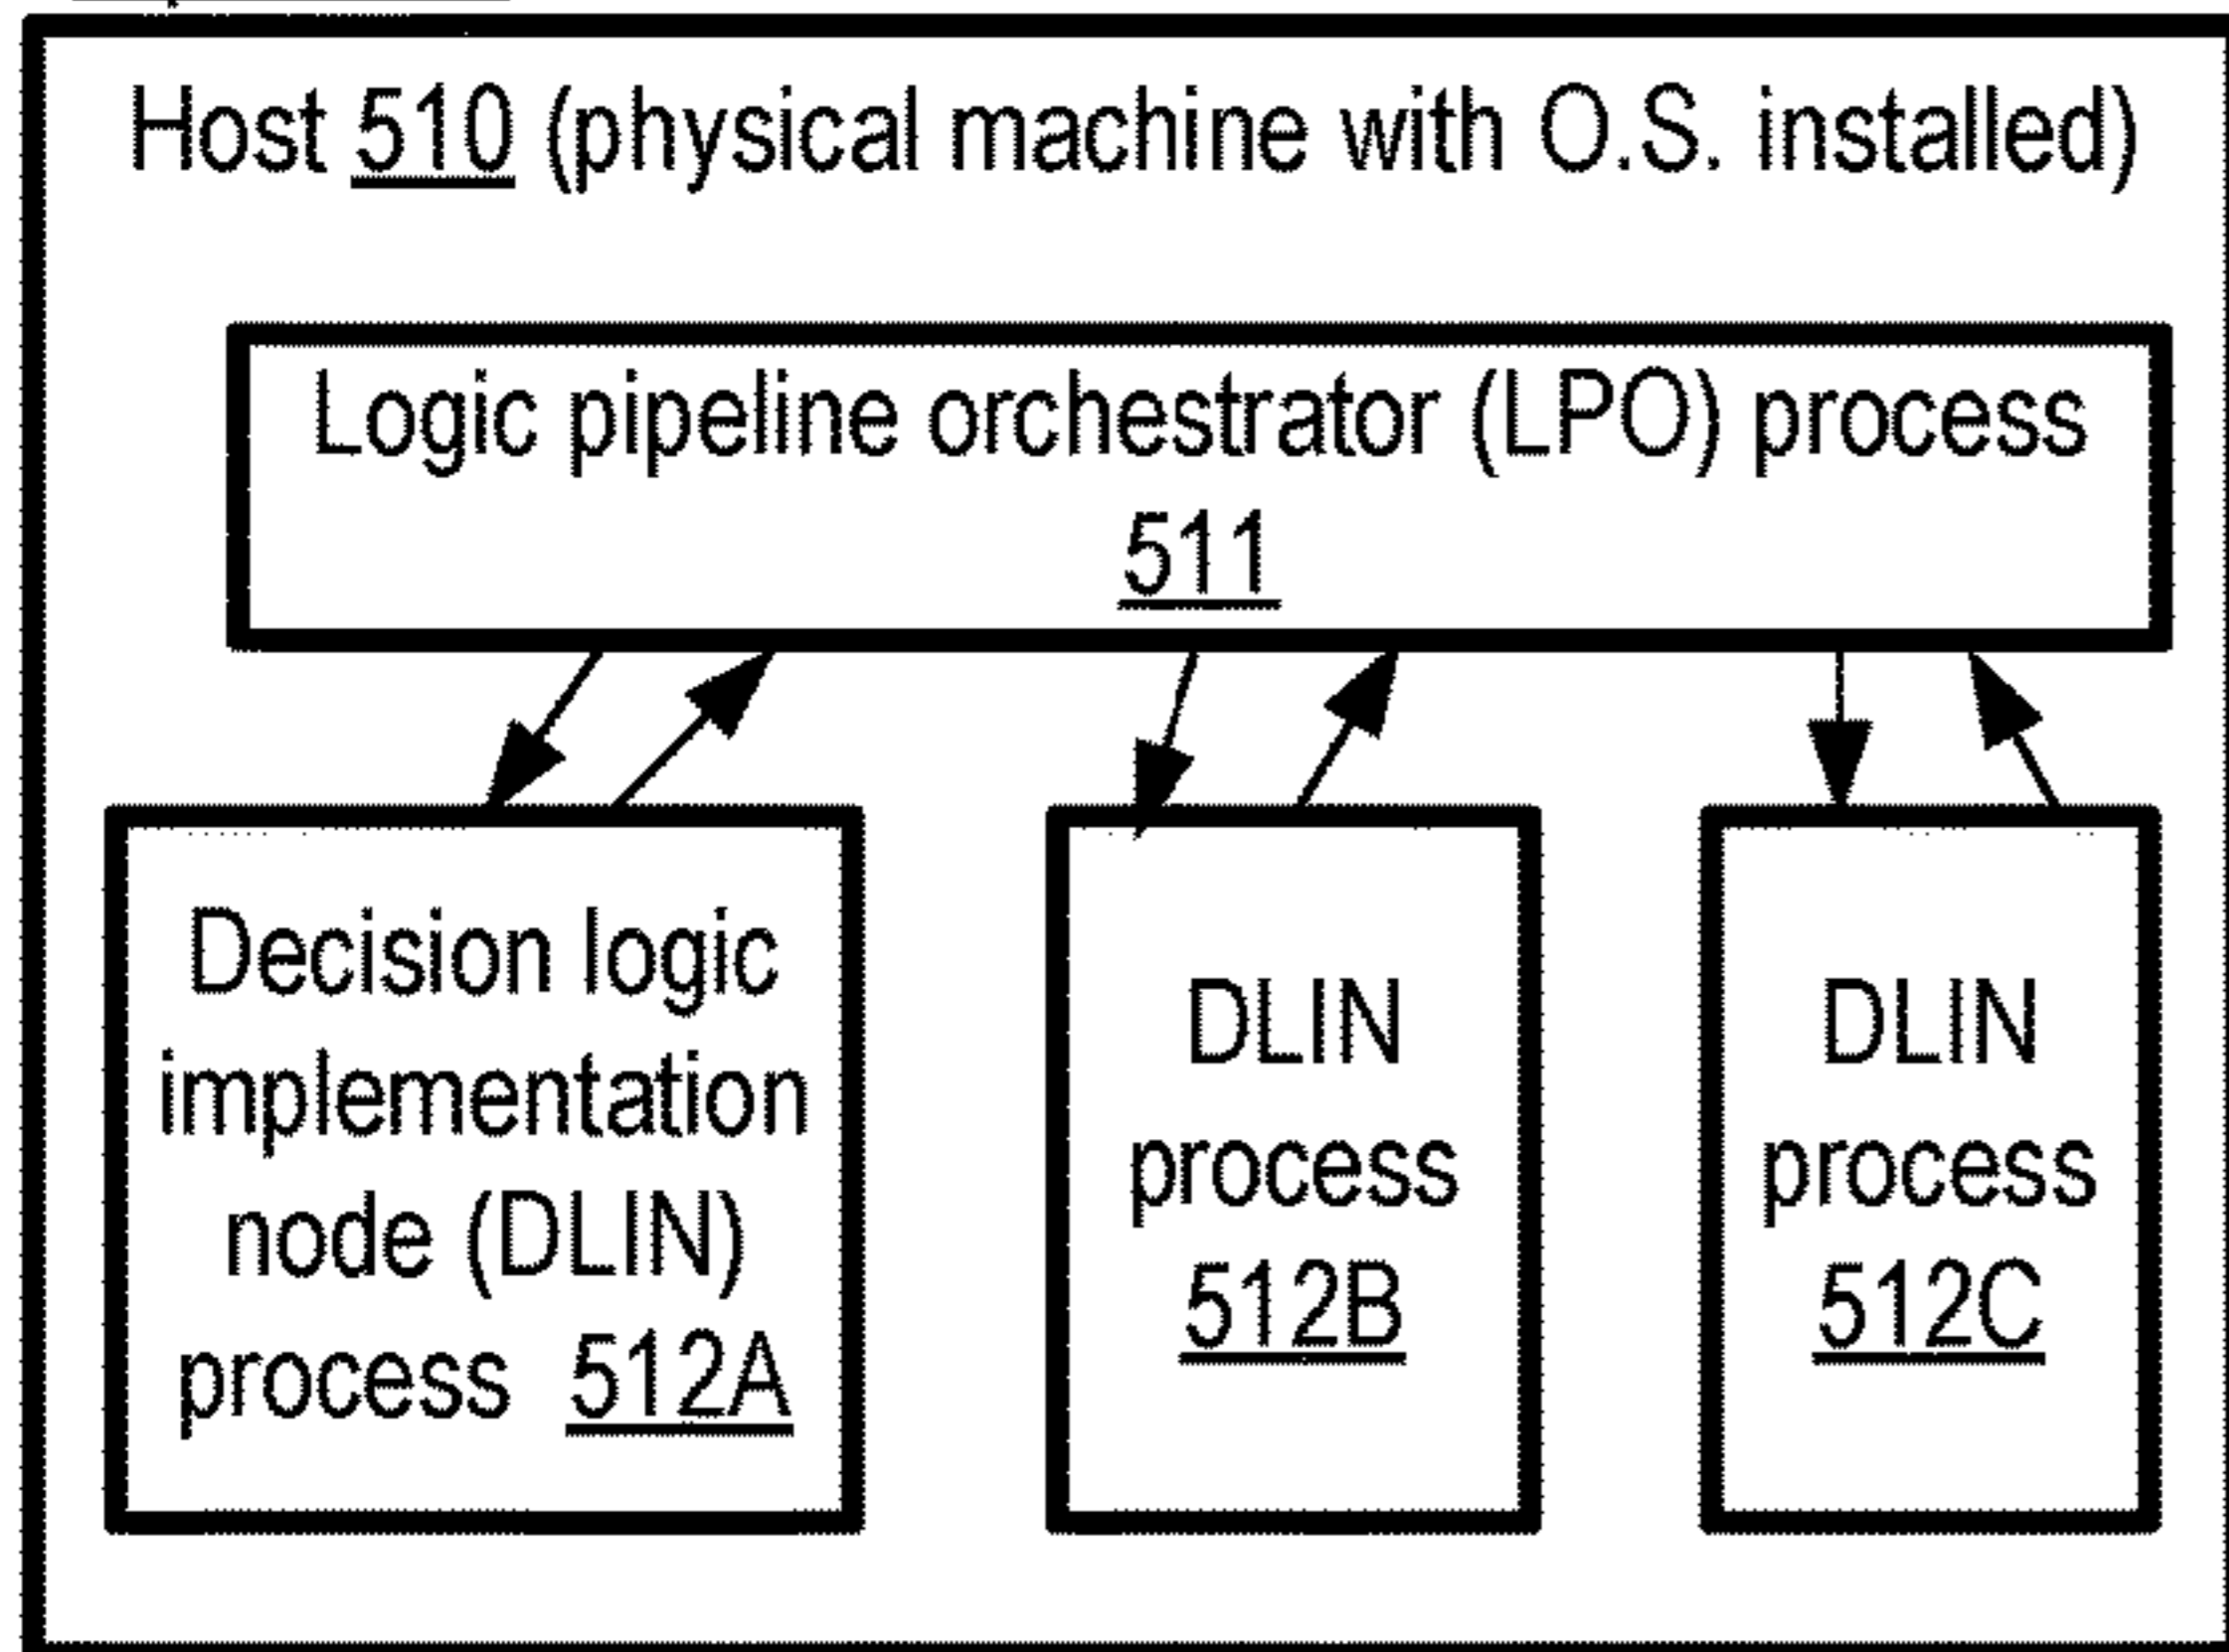 Host 510 (physical machine with O.S. installed)
Logic pipeline orchestrator (LPO) process
511
Decision logic
implementation
node (DLIN)
process 512A
DLIN
process
512B
DLIN
process
512C